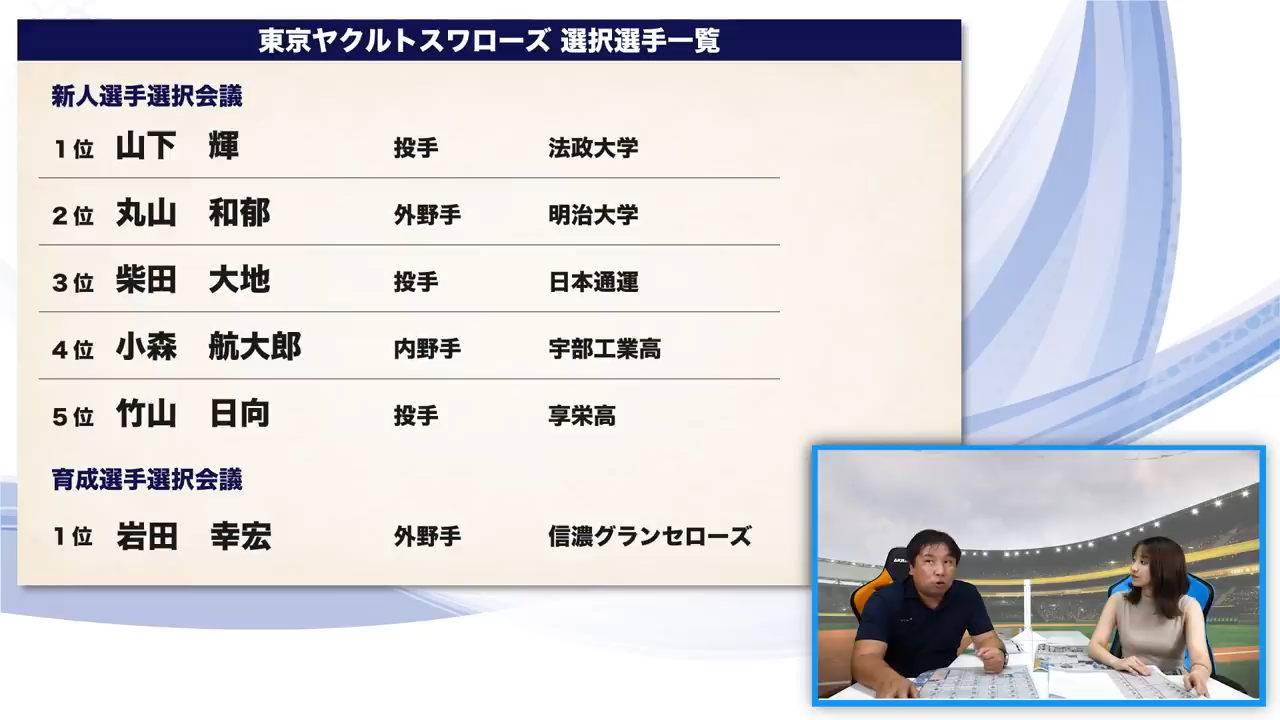 東京ヤクルトスワローズ 選択選手一覧
新人選手選択会議
1位 山下 輝 投手 法政大学
2位 丸山 和郁 外野手 明治大学
3位 柴田 大地 投手 日本通運
4位 小森 航大郎 内野手 宇部工業高
5位 竹山 日向 投手 享栄高
育成選手選択会議
1位 岩田 幸宏 外野手 信濃グランセローズ